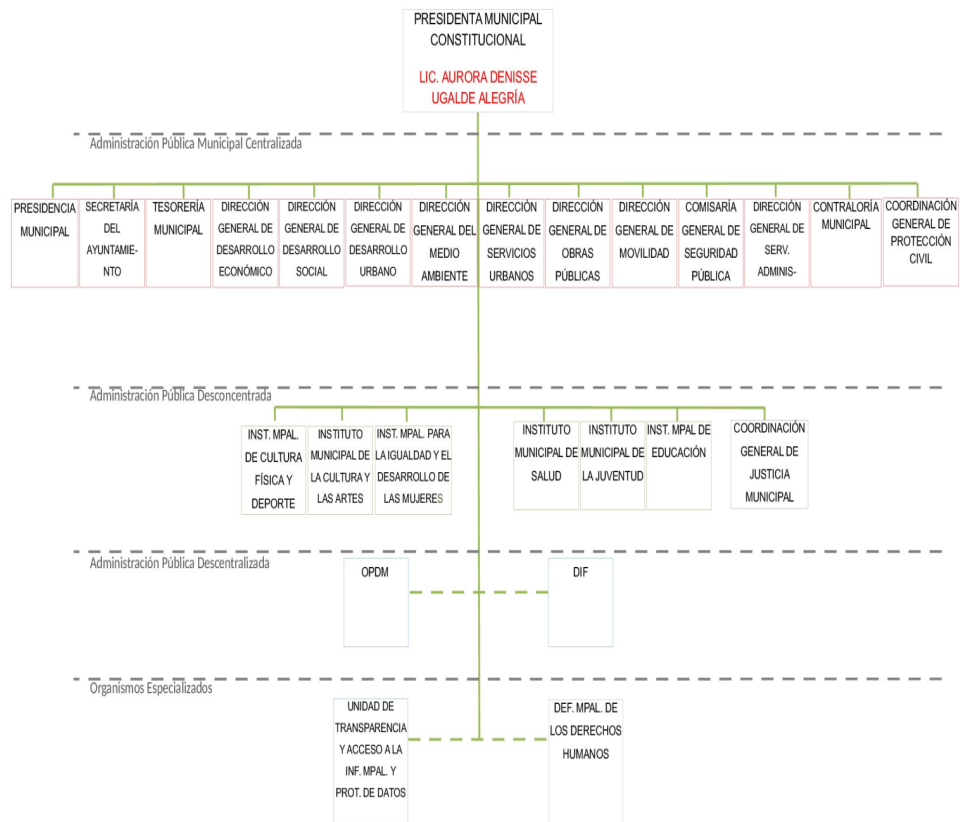 PRESIDENTA MUNICIPAL
CONSTITUCIONAL
LIC. AURORA DENISSE
UGALDE ALEGRÍA
Administración Pública Municipal Centralizada
PRESIDENCIA
MUNICIPAL
SECRETARÍA
DEL
AYUNTAMIE-
NTO
TESORERÍA
MUNICIPAL
DIRECCIÓN
GENERAL DE
DESARROLLO
ECONÓMICO
DIRECCIÓN
GENERAL DE
DESARROLLO
SOCIAL
DIRECCIÓN
GENERAL DE
DESARROLLO
URBANO
DIRECCIÓN
GENERAL DEL
MEDIO
AMBIENTE
DIRECCIÓN
GENERAL DE
SERVICIOS
URBANOS
DIRECCIÓN
GENERAL DE
OBRAS
PÚBLICAS
DIRECCIÓN
GENERAL DE
MOVILIDAD
COMISARÍA
GENERAL DE
SEGURIDAD
PÚBLICA
DIRECCIÓN
GENERAL DE
SERV.
ADMINIS-
CONTRALORÍA
MUNICIPAL
COORDINACIÓN
GENERAL DE
PROTECCIÓN
CIVIL
Administración Pública Desconcentrada
INST. MPAL.
DE CULTURA
FÍSICA Y
DEPORTE
INSTITUTO
MUNICIPAL DE
LA CULTURA Y
LAS ARTES
INST. MPAL. PARA
LA IGUALDAD Y EL
DESARROLLO DE
LAS MUJERES
INSTITUTO
MUNICIPAL DE
SALUD
INSTITUTO
MUNICIPAL DE
LA JUVENTUD
INST. MPAL DE
EDUCACIÓN
COORDINACIÓN
GENERAL DE
JUSTICIA
MUNICIPAL
Administración Pública Descentralizada
OPDM
DIF
Organismos Especializados
UNIDAD DE
TRANSPARENCIA
Y ACCESO A LA
INF. MPAL. Y
PROT. DE DATOS
DEF. MPAL. DE
LOS DERECHOS
HUMANOS